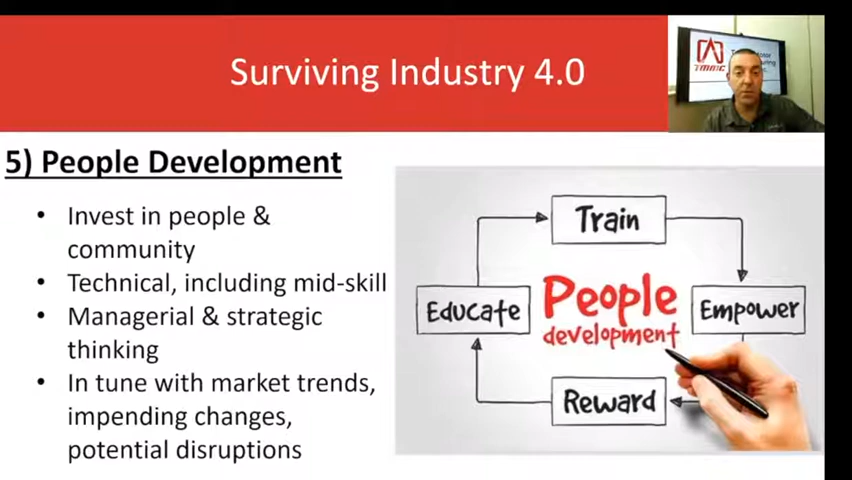 Surviving Industry 4.0
TMAC
5) People Development
• Invest in people &
community
• Technical, including mid-skill
• Managerial & strategic
thinking
• In tune with market trends,
impending changes,
potential disruptions
Train
Educate
People
development
Empower
Reward